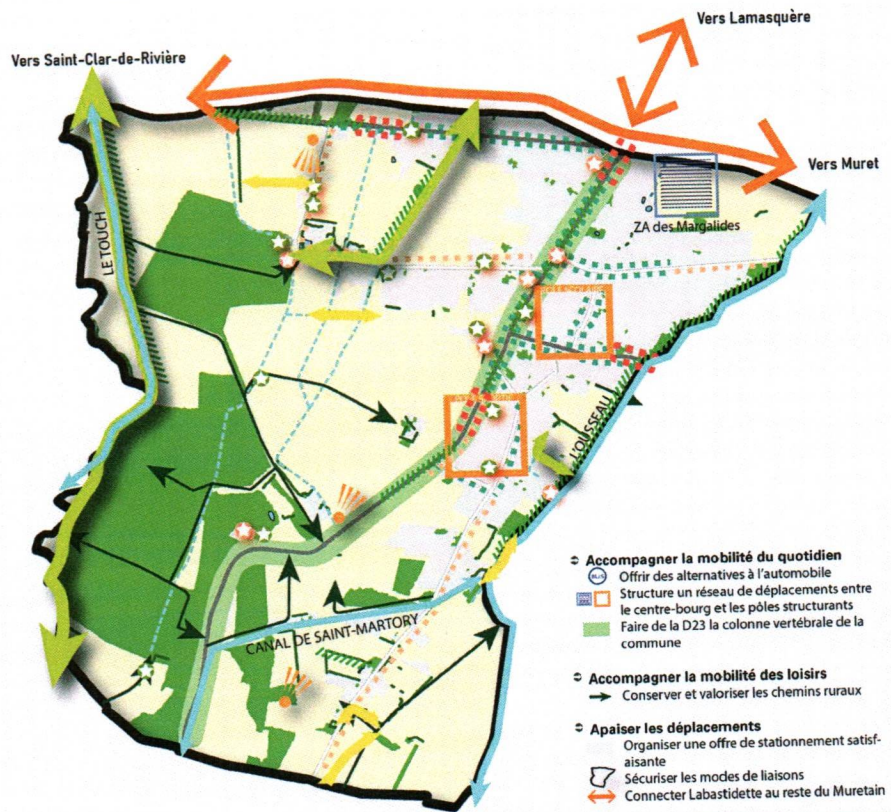 Vers Lamasquère
Vers Saint-Clar-de-Rivière
Vers Muret
LE TOUCH
ZA des Margalides
PÔLE SCOLAIRE
L'OUSSEAU
CANAL DE SAINT-MARTORY
Accompagner la mobilité du quotidien
BUS
Offrir des alternatives à l'automobile
Structure un réseau de déplacements entre
le centre-bourg et les pôles structurants
Faire de la D23 la colonne vertébrale de la
commune
Accompagner la mobilité des loisirs
Conserver et valoriser les chemins ruraux
Apaiser les déplacements
Organiser une offre de stationnement satisf-
aisante
Sécuriser les modes de liaisons
Connecter Labastidette au reste du Muretain